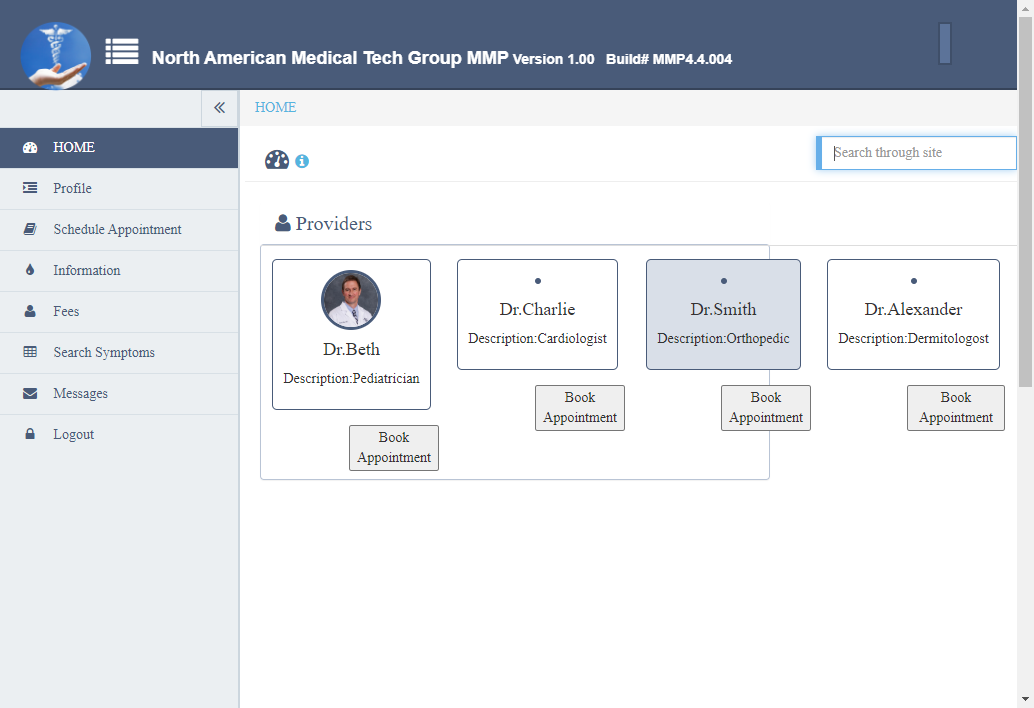 North American Medical Tech Group MMP Version 1.00 Build# MMP4.4.004
HOME
HOME
Profile
Schedule Appointment
Information
Fees
Search Symptoms
Messages
Logout
Search through site
Providers
Dr.Beth
Description:Pediatrician
Book
Appointment
Dr.Charlie
Description:Cardiologist
Book
Appointment
Dr.Smith
Description:Orthopedic
Book
Appointment
Dr.Alexander
Description:Dermitologost
Book
Appointment